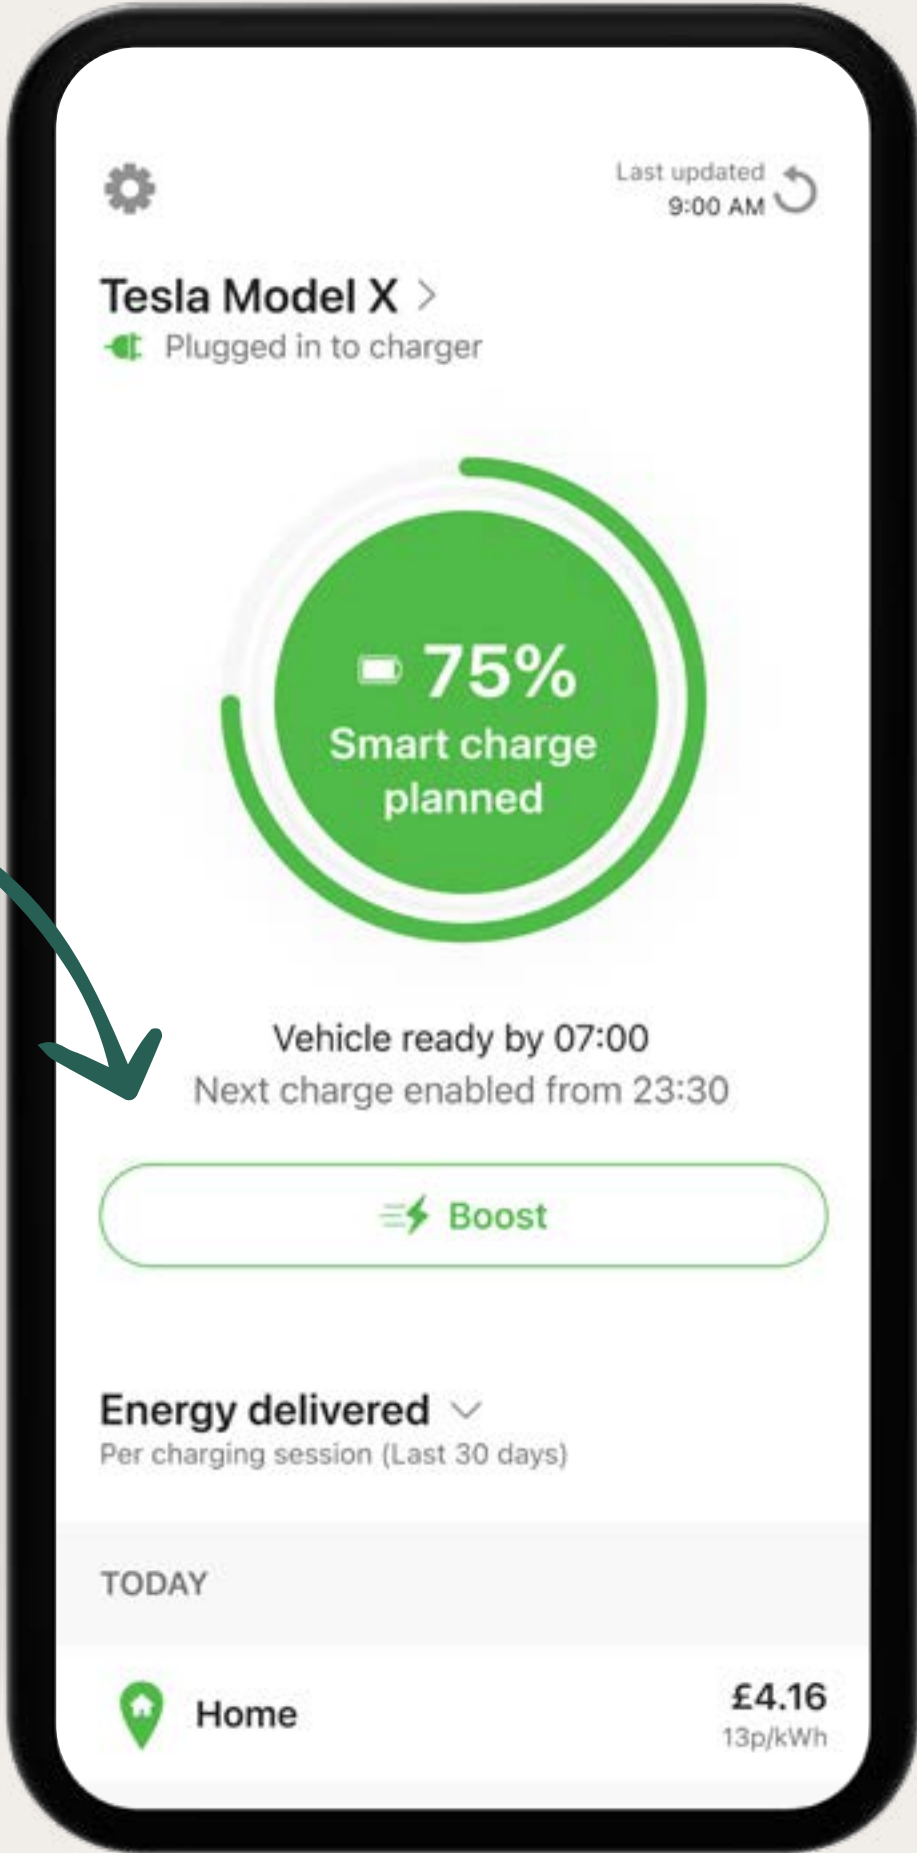 Last updated
9:00 AM
Tesla Model X
Plugged in to charger
75%
Smart charge
planned
Vehicle ready by 07:00
Next charge enabled from 23:30
Boost
Energy delivered
Per charging session (Last 30 days)
TODAY
Home
£4.16
13p/kWh